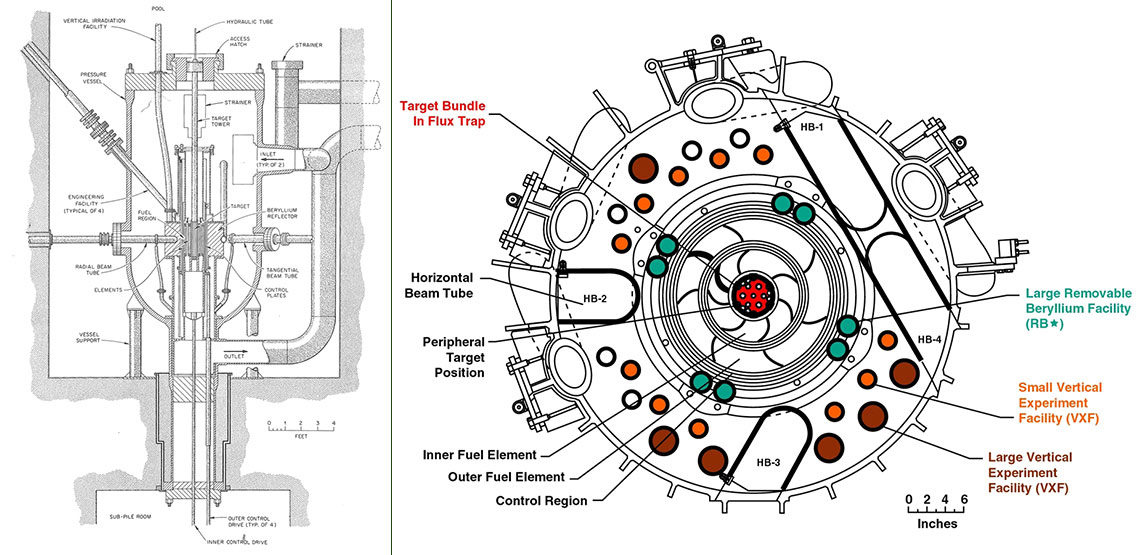 POOL
VERTICAL IRRADIATION
FACILITY
HYDRAULIC TUBE
ACCESS
HATCH
STRAINER
PRESSURE
VESSEL
STRAINER
TARGET
TOWER
INLET
(TYP. OF 2)
ENGINEERING
FACILITY
(TYPICAL OF 4)
FUEL
REGION
TARGET
BERYLLIUM
REFLECTOR
RADIAL BEAM
TUBE
TANGENTIAL
BEAM TUBE
ELEMENTS
CONTROL
PLATES
VESSEL
SUPPORT
OUTLET
0 1 2 3 4
FEET
SUB-PILE ROOM
OUTER CONTROL
DRIVE (TYP. OF 4)
INNER CONTROL DRIVE
Target Bundle
In Flux Trap
HB-1
Horizontal
Beam Tube
HB-2
Large Removable
Beryllium Facility
(RB★)
HB-4
Peripheral
Target
Position
Small Vertical
Experiment
Facility (VXF)
Inner Fuel Element
Outer Fuel Element
Control Region
HB-3
Large Vertical
Experiment
Facility (VXF)
0 2 4 6
Inches